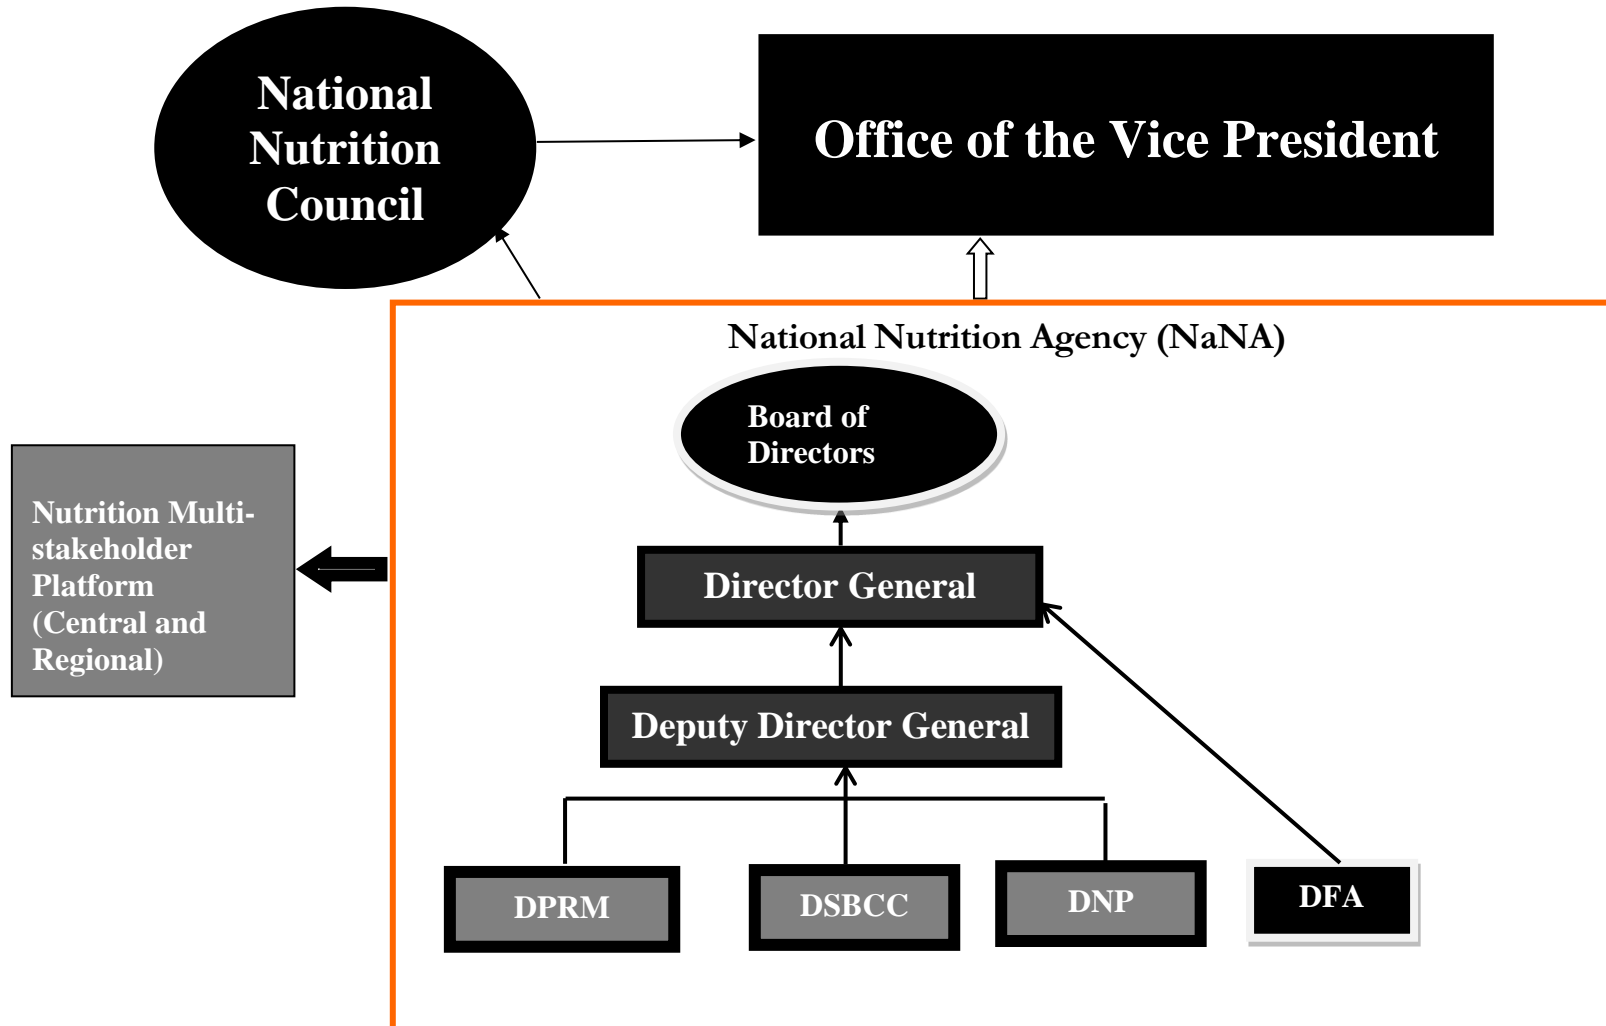 National
Nutrition
Council
Office of the Vice President
National Nutrition Agency (NaNA)
Board of
Directors
Nutrition Multi-
stakeholder
Platform
(Central and
Regional)
Director General
Deputy Director General
DPRM
DSBCC
DNP
DFA